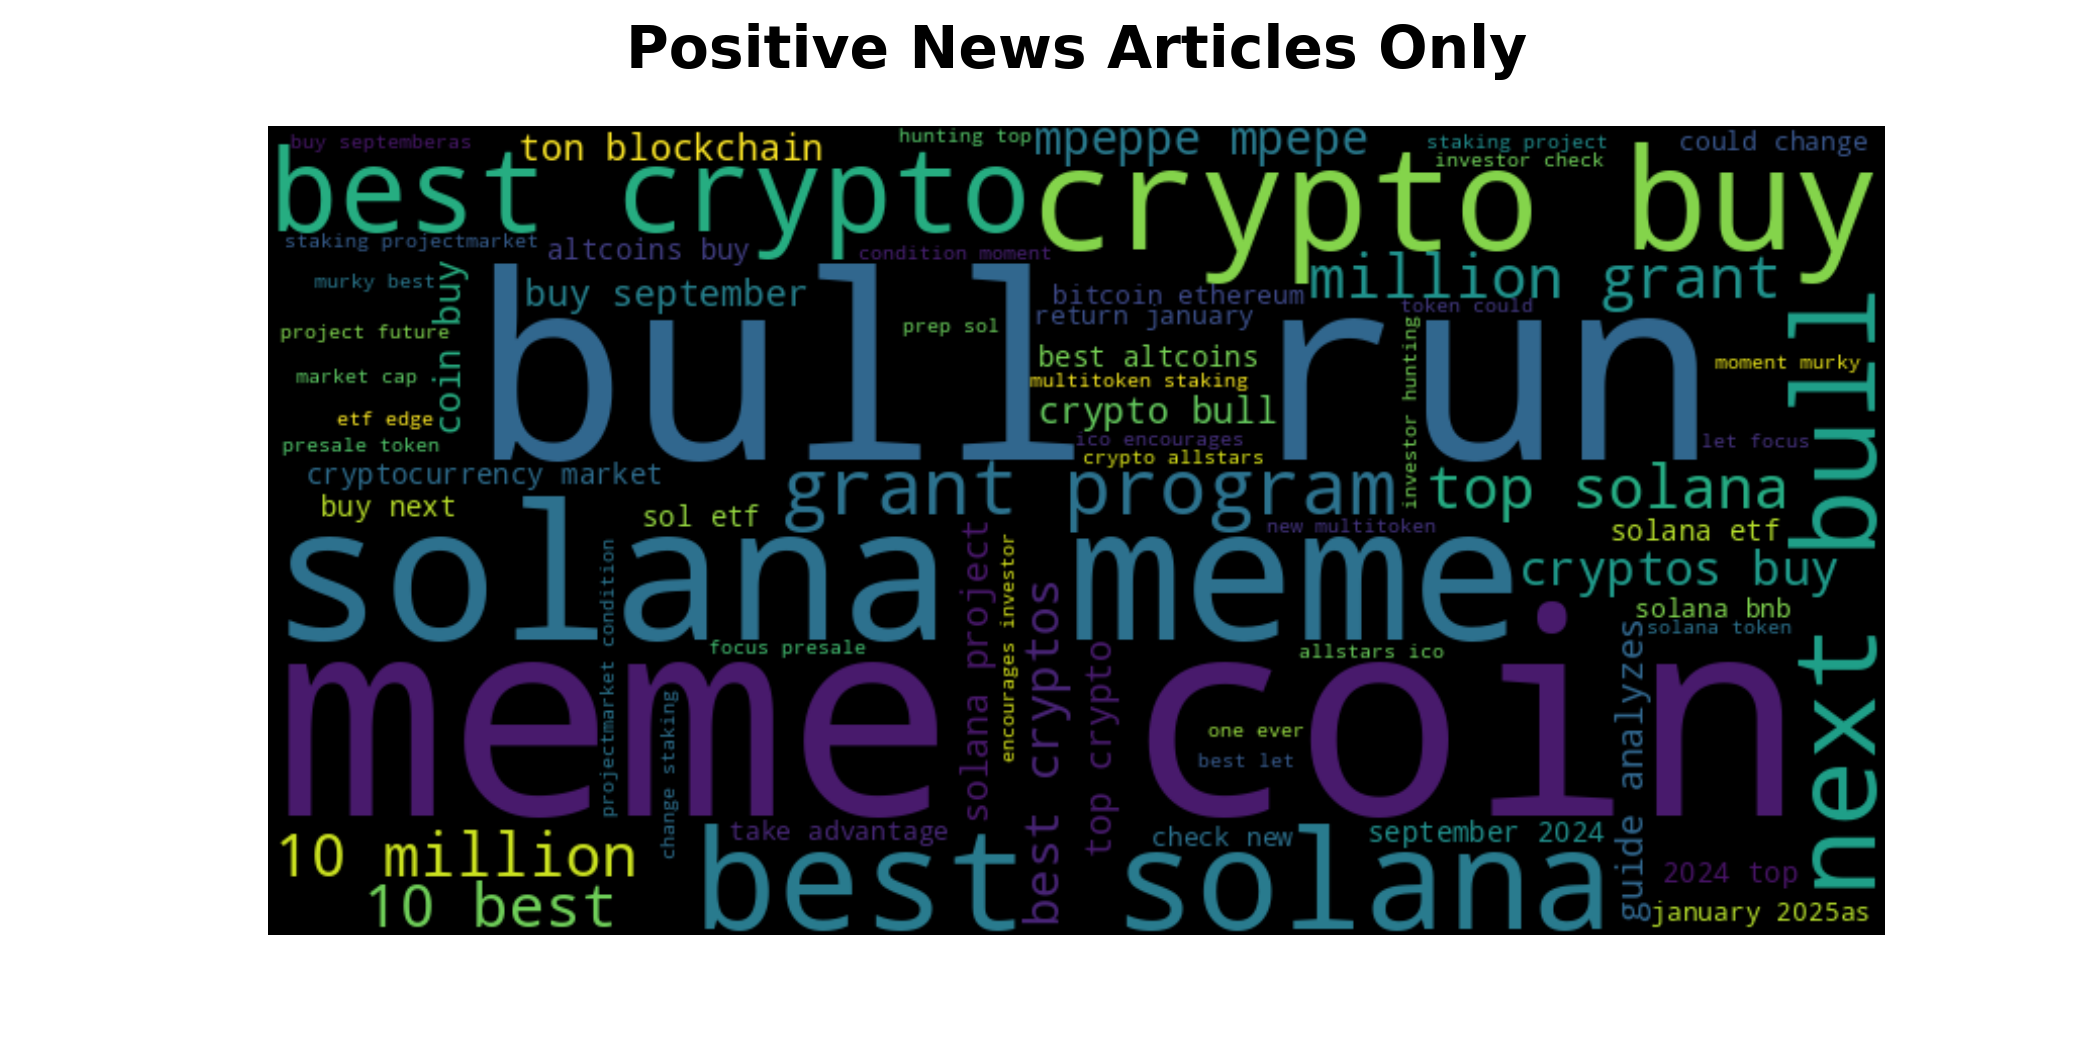 Positive News Articles Only
buy septemberas
ton blockchain
hunting top
mpeppe mpepe
staking project
could change
investor check
best crypto
crypto buy
staking projectmarket
altcoins buy
condition moment
million grant
murky best
coin buy
buy september
bitcoin ethereum
token could
return january
bull run
project future
prep sol
best altcoins
investor hunting
moment murky
next bull
market cap
multitoken staking
etf edge
crypto bull
presale token
ico encourages
let focus
crypto allstars
cryptocurrency market
grant program
top solana
buy next
sol etf
new multitoken
solana etf
solana meme
cryptos buy
projectmarket condition
solana project
encourages investor
best cryptos
top crypto
solana bnb
solana token
focus presale
allstars ico
guide analyzes
meme coin
change staking
one ever
best let
10 million
take advantage
check new
september 2024
best solana
2024 top
10 best
january 2025as